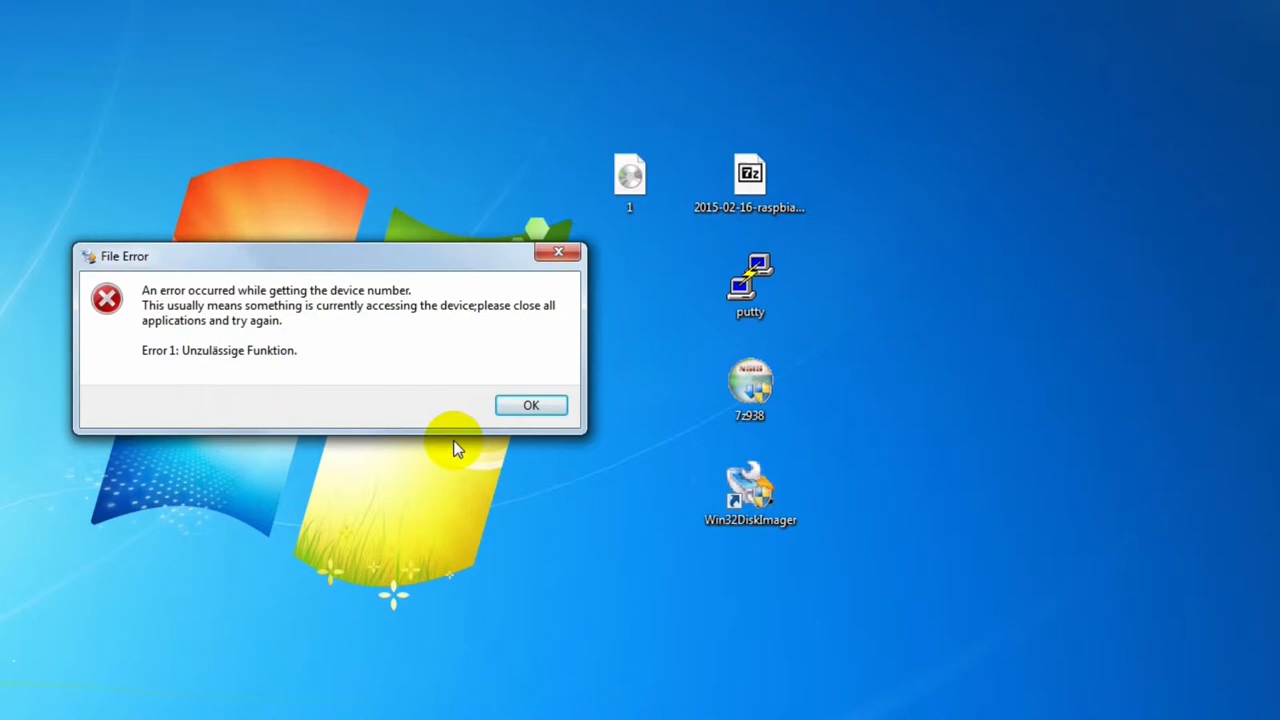 1
2015-02-16-raspbia...
File Error
An error occurred while getting the device number.
This usually means something is currently accessing the device;please close all
applications and try again.
Error 1: Unzulässige Funktion.
OK
putty
7z
NSIS
7z938
Win32DiskImager